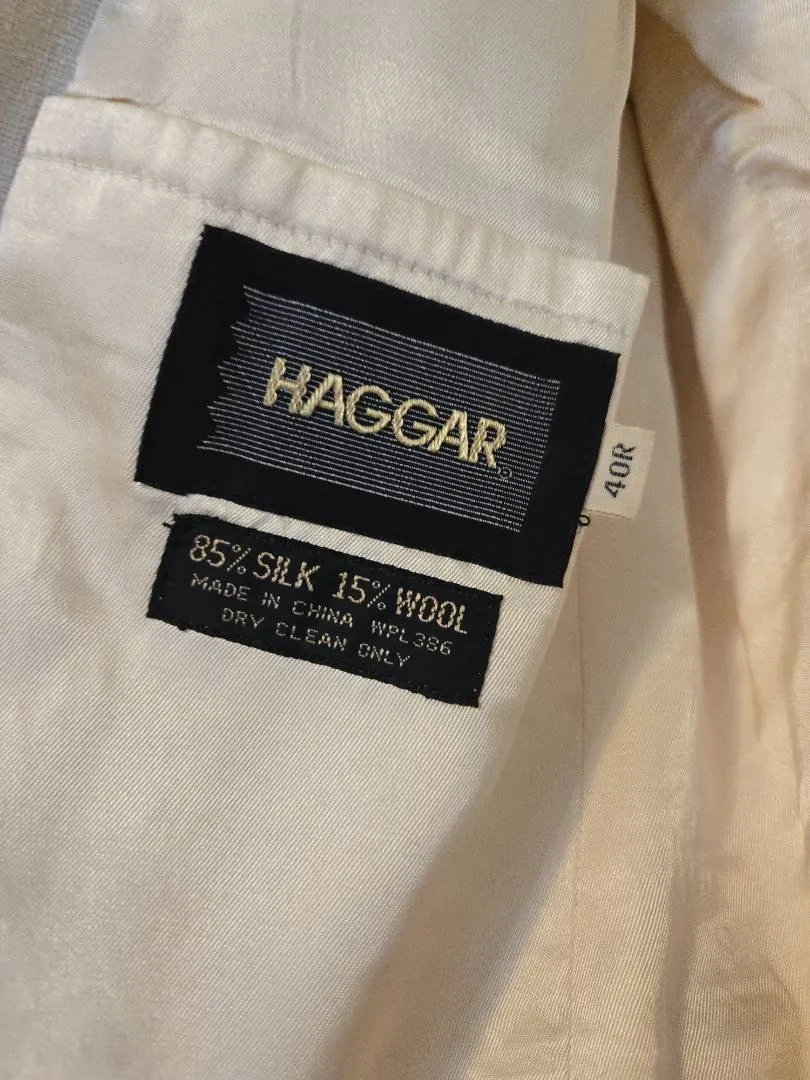 HAGGAR
40R
85% SILK 15% WOOL
MADE IN CHINA WPL386
DRY CLEAN ONLY